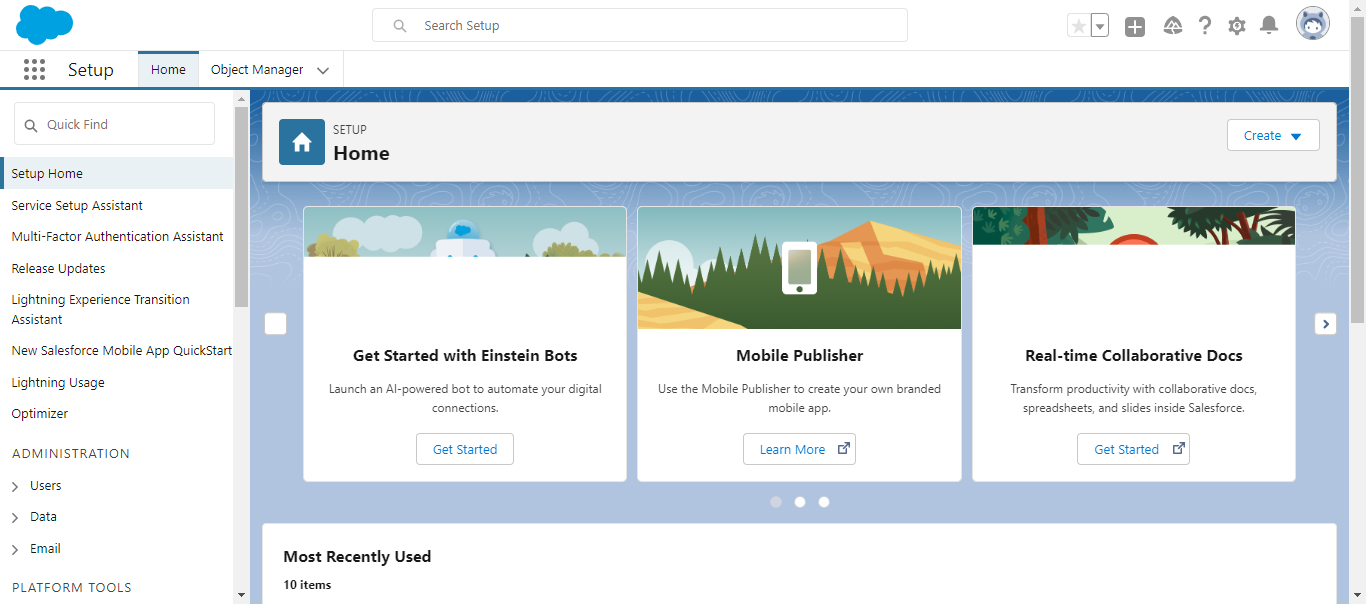 Search Setup
Setup
Home
Object Manager
Quick Find
Setup Home
Service Setup Assistant
Multi-Factor Authentication Assistant
Release Updates
Lightning Experience Transition
Assistant
New Salesforce Mobile App QuickStart
Lightning Usage
Optimizer
ADMINISTRATION
Users
Data
Email
PLATFORM TOOLS
SETUP
Home
Create
Get Started with Einstein Bots
Launch an AI-powered bot to automate your digital
connections.
Get Started
Mobile Publisher
Use the Mobile Publisher to create your own branded
mobile app.
Learn More
Real-time Collaborative Docs
Transform productivity with collaborative docs,
spreadsheets, and slides inside Salesforce.
Get Started
Most Recently Used
10 items